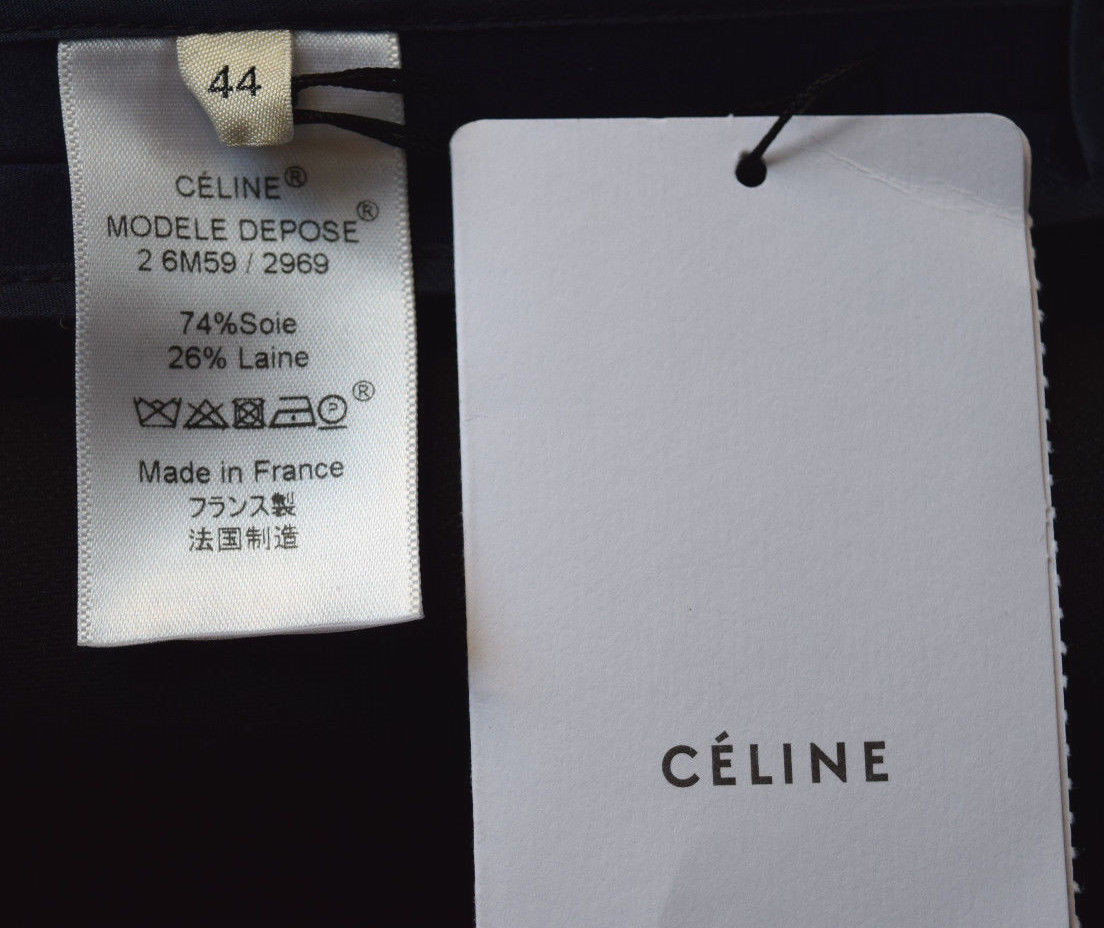 44
CÉLINE®
MODELE DEPOSE®
2 6M59 / 2969
74%Soie
26% Laine
P ®
Made in France
フランス製
法国制造
CÉLINE